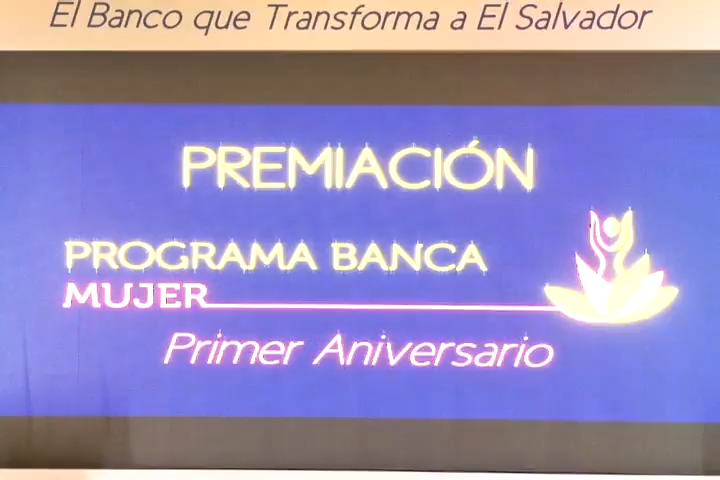 El Banco que Transforma a El Salvador
PREMIACIÓN
PROGRAMA BANCA
MUJER
Primer Aniversario